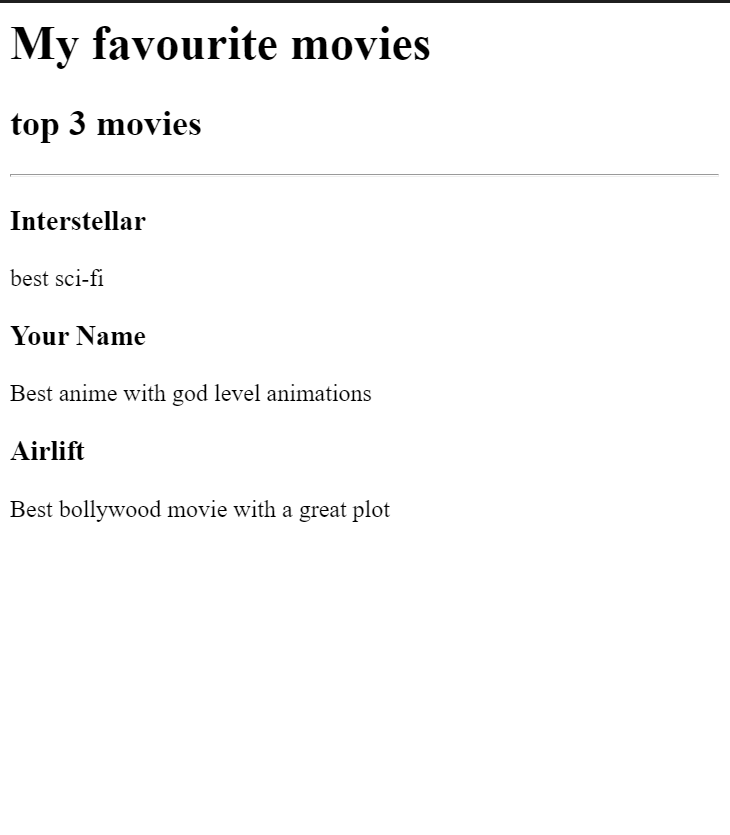 My favourite movies
top 3 movies
Interstellar
best sci-fi
Your Name
Best anime with god level animations
Airlift
Best bollywood movie with a great plot